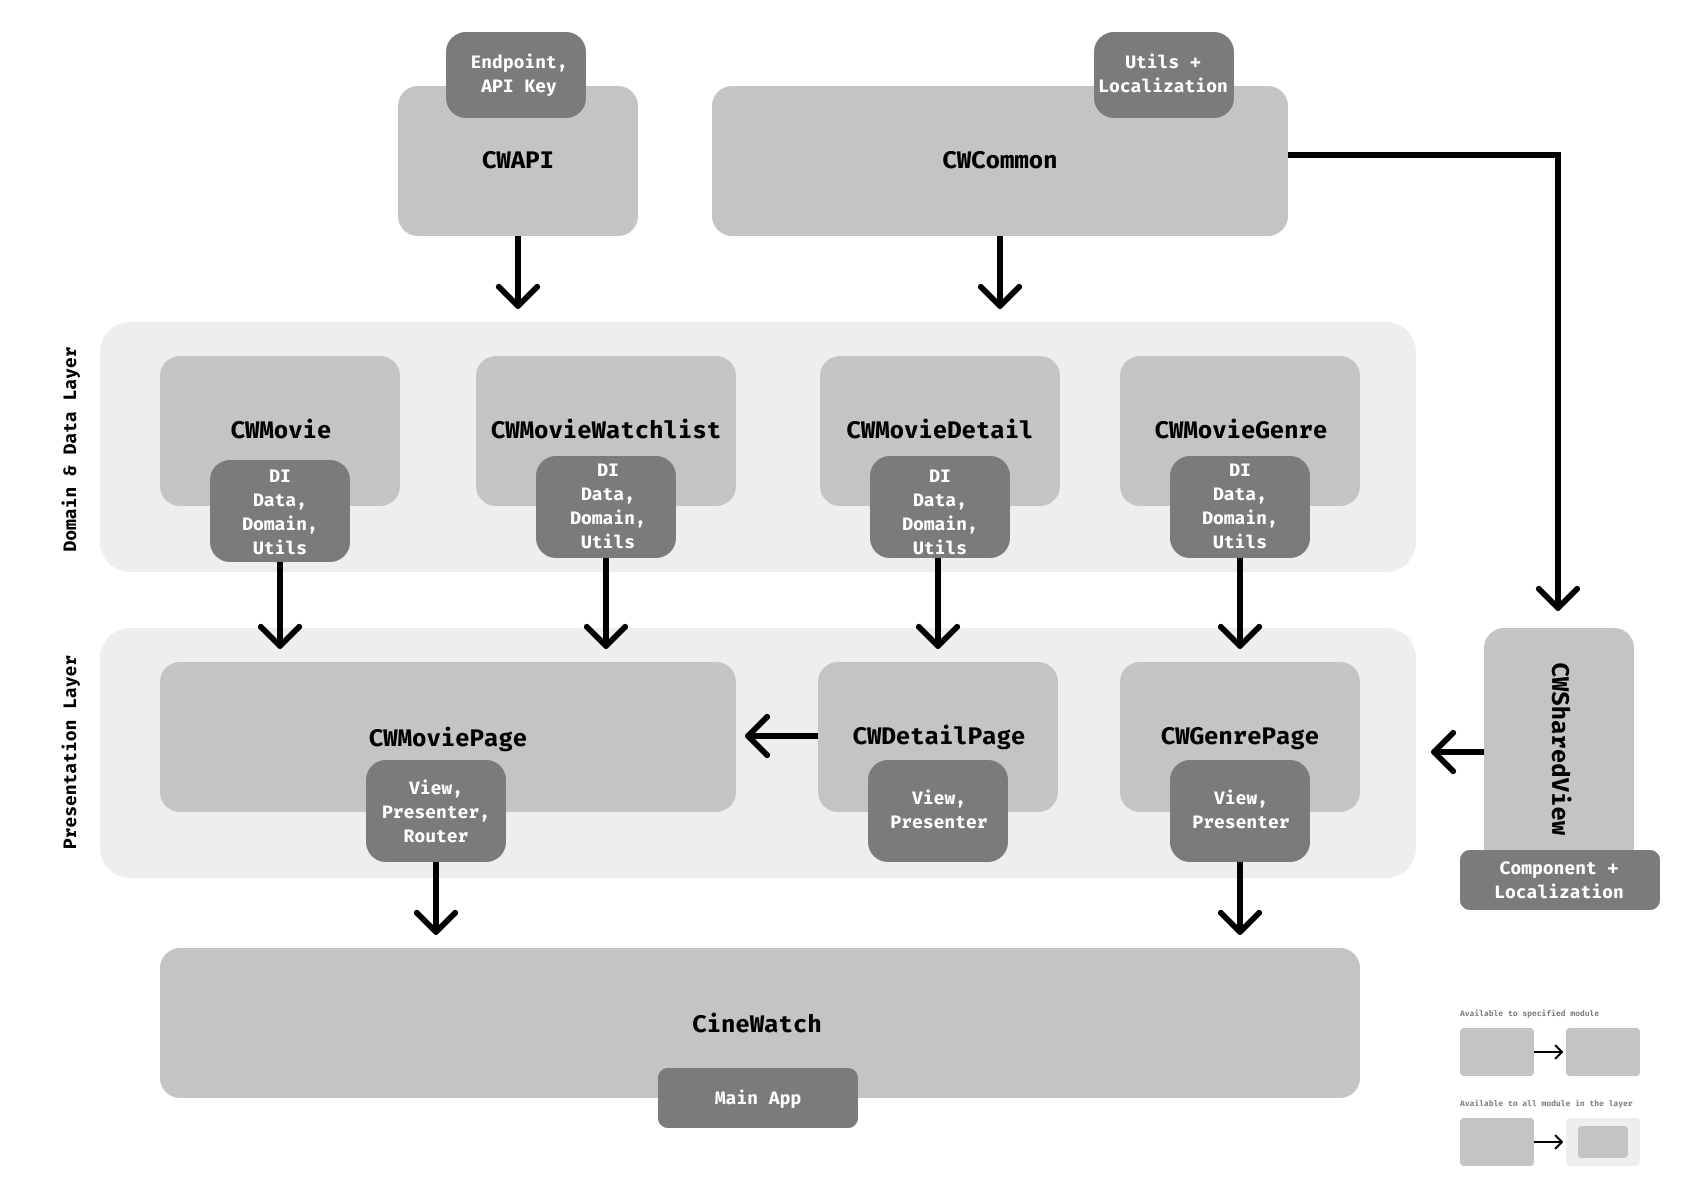 Endpoint,
API Key
CWAPI
Utils +
Localization
CWCommon
Domain & Data Layer
CWMovie
DI
Data,
Domain,
Utils
CWMovieWatchlist
DI
Data,
Domain,
Utils
CWMovieDetail
DI
Data,
Domain,
Utils
CWMovieGenre
DI
Data,
Domain,
Utils
Presentation Layer
CWMoviePage
View,
Presenter,
Router
CWDetailPage
View,
Presenter
CWGenrePage
View,
Presenter
CWSharedView
Component +
Localization
CineWatch
Main App
Available to specified module
Available to all module in the layer